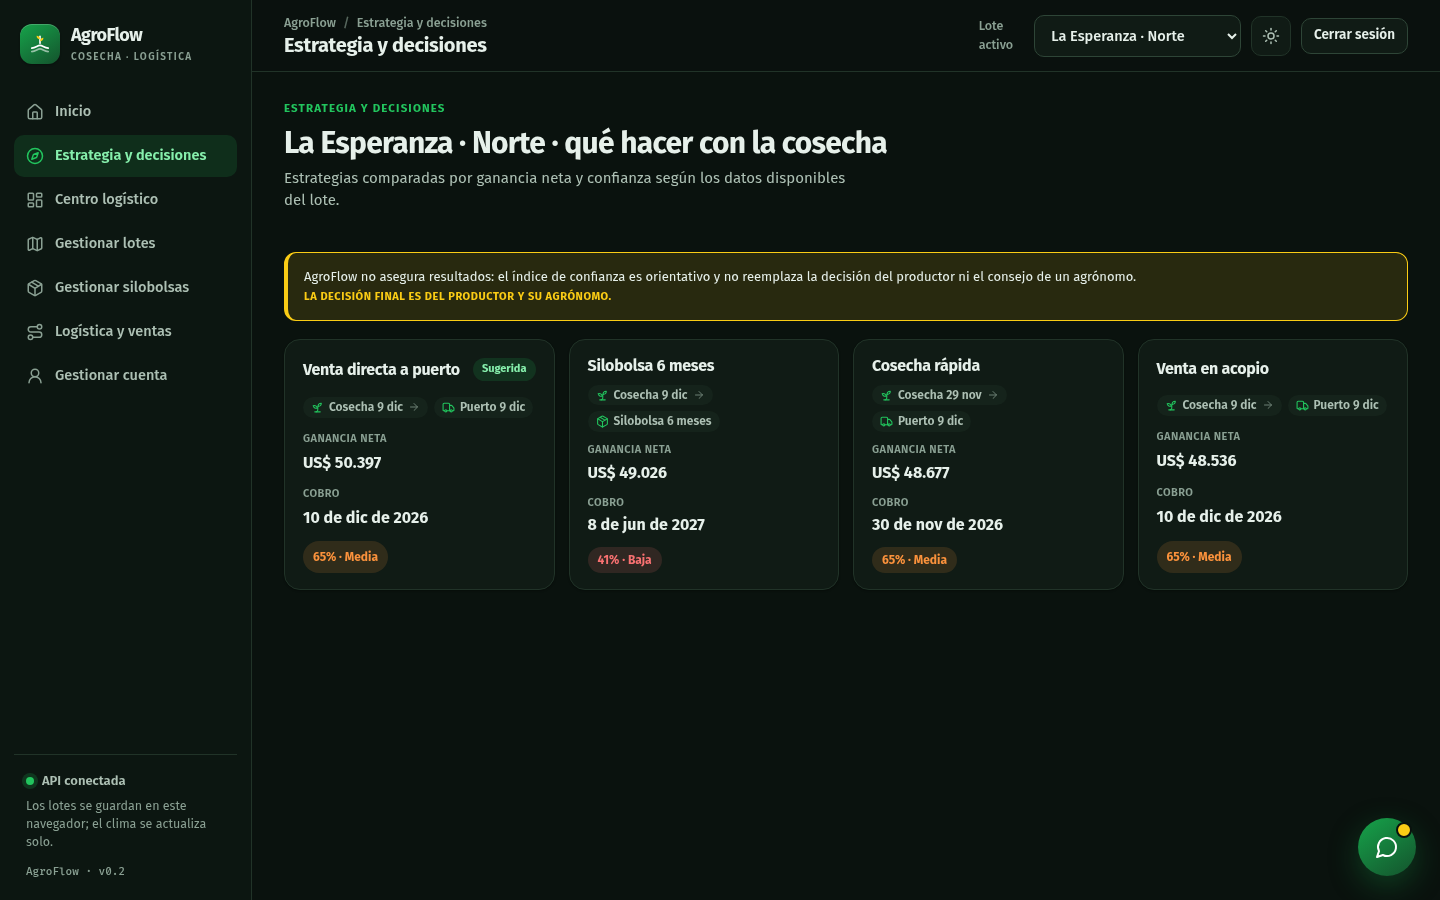 AgroFlow
COSECHA · LOGÍSTICA
Inicio
Estrategia y decisiones
Centro logístico
Gestionar lotes
Gestionar silobolsas
Logística y ventas
Gestionar cuenta
API conectada
Los lotes se guardan en este
navegador; el clima se actualiza
solo.
AgroFlow · v0.2
AgroFlow / Estrategia y decisiones
Estrategia y decisiones
Lote
activo
La Esperanza · Norte
Cerrar sesión
ESTRATEGIA Y DECISIONES
La Esperanza · Norte · qué hacer con la cosecha
Estrategias comparadas por ganancia neta y confianza según los datos disponibles
del lote.
AgroFlow no asegura resultados: el índice de confianza es orientativo y no reemplaza la decisión del productor ni el consejo de un agrónomo.
LA DECISIÓN FINAL ES DEL PRODUCTOR Y SU AGRÓNOMO.
Venta directa a puerto Sugerida
Cosecha 9 dic → Puerto 9 dic
GANANCIA NETA
US$ 50.397
COBRO
10 de dic de 2026
65% · Media
Silobolsa 6 meses
Cosecha 9 dic →
Silobolsa 6 meses
GANANCIA NETA
US$ 49.026
COBRO
8 de jun de 2027
41% · Baja
Cosecha rápida
Cosecha 29 nov →
Puerto 9 dic
GANANCIA NETA
US$ 48.677
COBRO
30 de nov de 2026
65% · Media
Venta en acopio
Cosecha 9 dic → Puerto 9 dic
GANANCIA NETA
US$ 48.536
COBRO
10 de dic de 2026
65% · Media